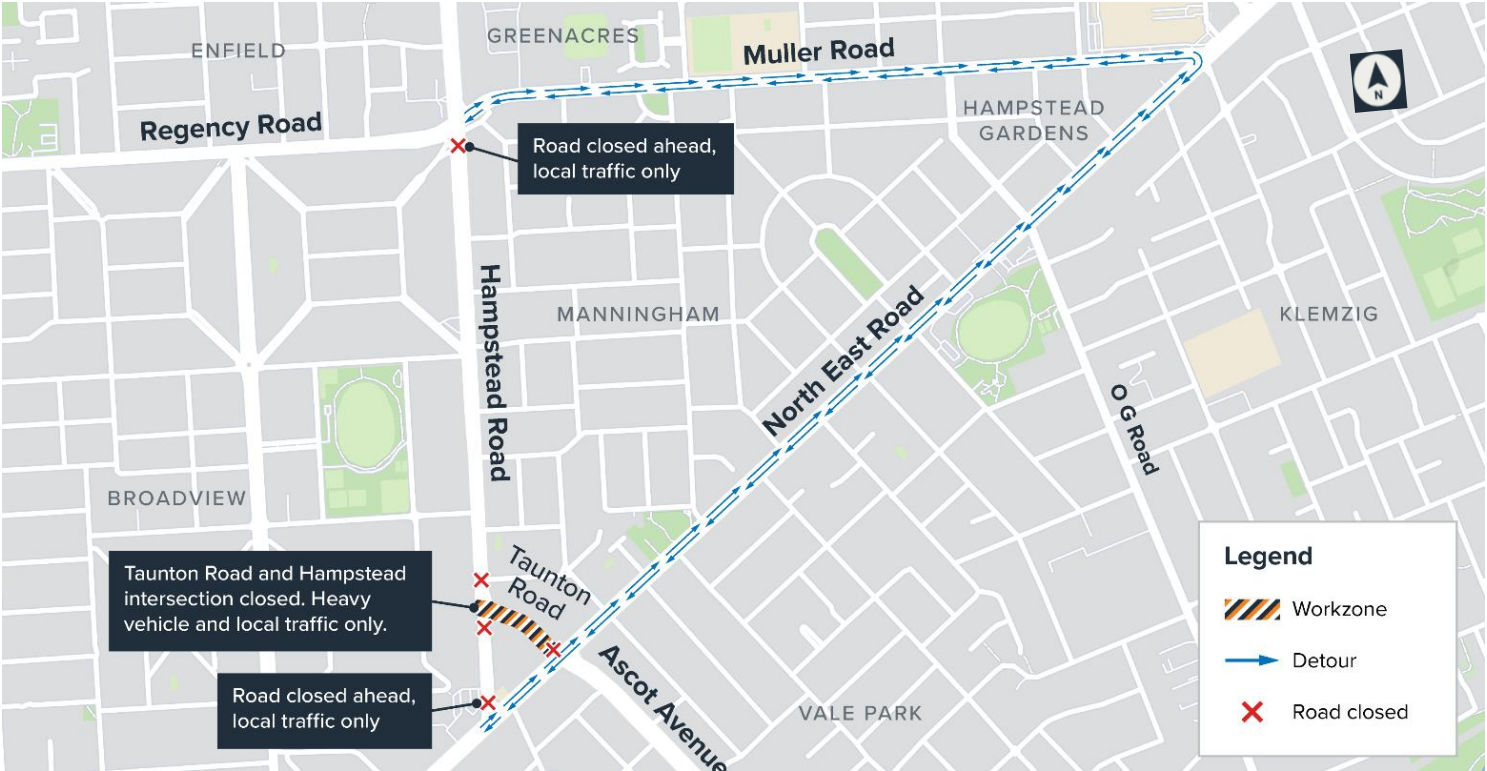 ENFIELD
GREENACRES
Muller Road
N
Regency Road
HAMPSTEAD
GARDENS
Road closed ahead,
local traffic only
Hampstead Road
MANNINGHAM
North East Road
KLEMZIG
O G Road
BROADVIEW
Taunton Road and Hampstead
intersection closed. Heavy
vehicle and local traffic only.
Taunton
Road
Road closed ahead,
local traffic only
Ascot Avenue
VALE PARK
Legend
Workzone
Detour
Road closed